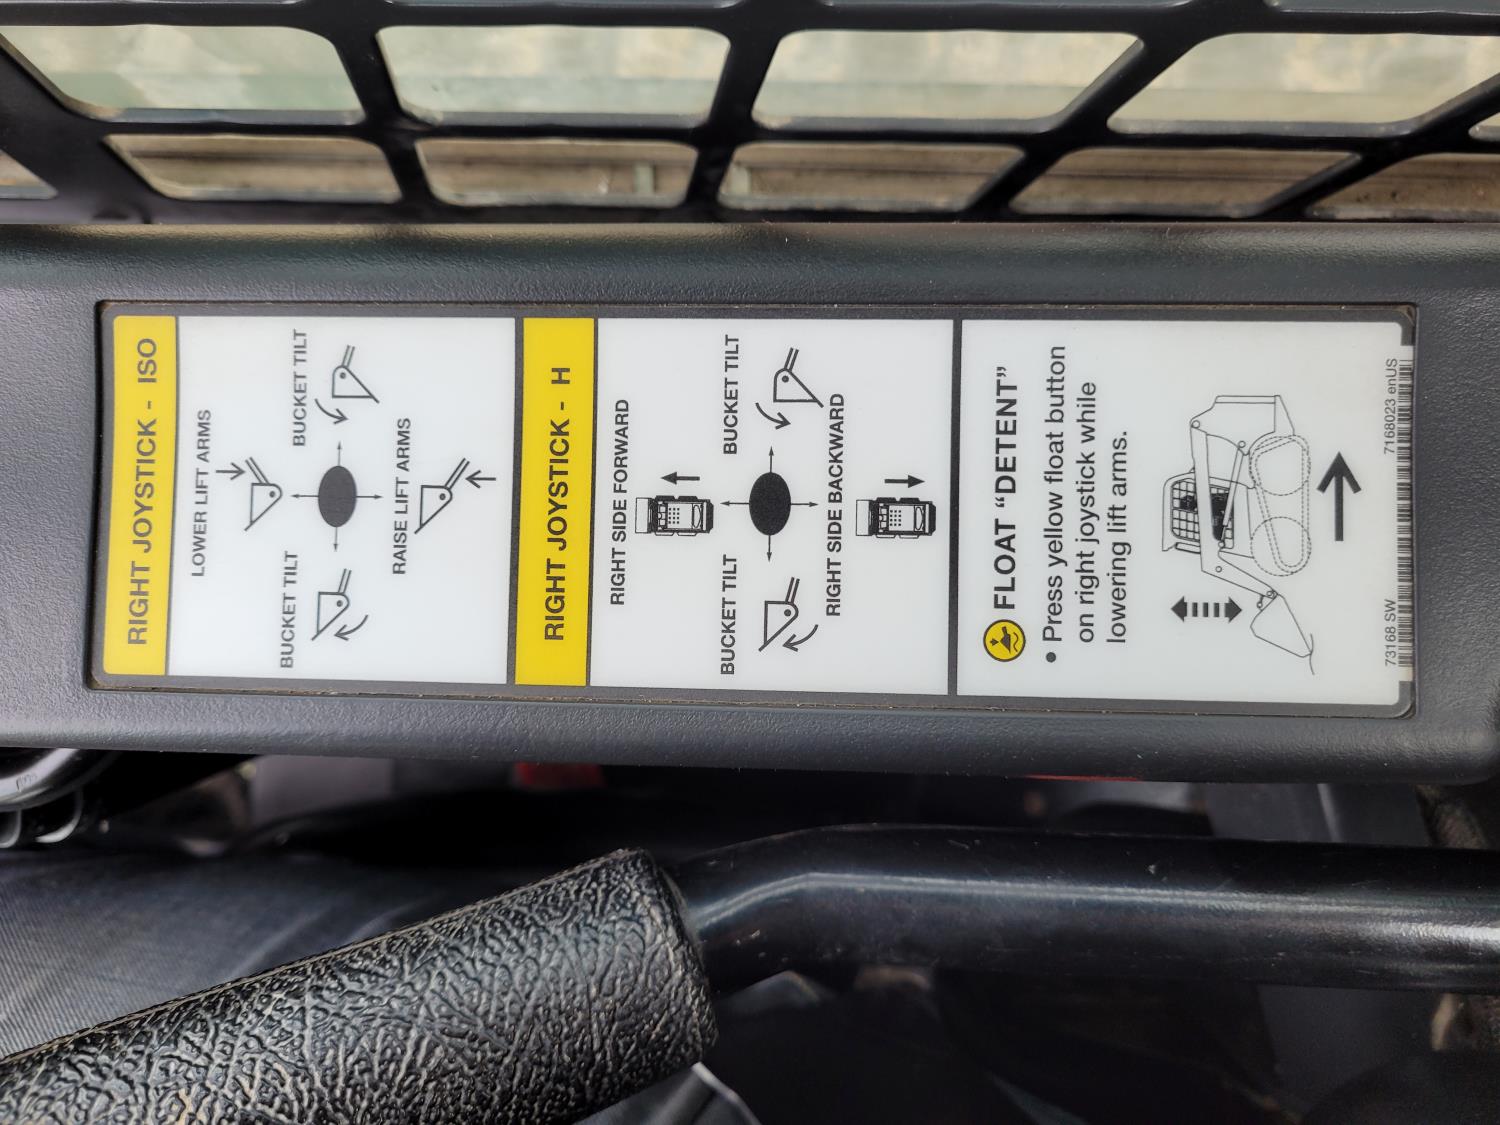 RIGHT JOYSTICK - ISO
LOWER LIFT ARMS
BUCKET TILT
BUCKET TILT
RAISE LIFT ARMS
RIGHT JOYSTICK - H
RIGHT SIDE FORWARD
BUCKET TILT
BUCKET TILT
RIGHT SIDE BACKWARD
FLOAT “DETENT”
• Press yellow float button
on right joystick while
lowering lift arms.
73168 SW
7168023 enUS